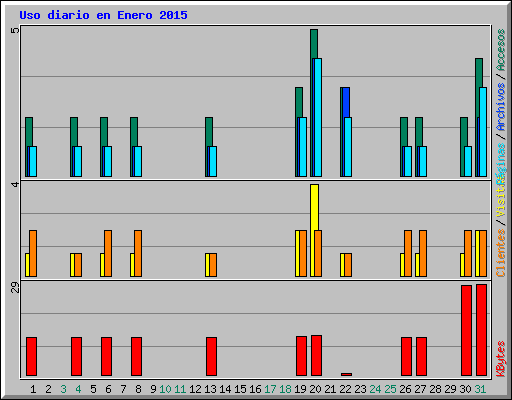 Uso diario en Enero 2015
5
4
29
Accesos
/ Archivos
/ Páginas
Visitas
Clientes /
KBytes
1 2 3 4 5 6 7 8 9 10 11 12 13 14 15 16 17 18 19 20 21 22 23 24 25 26 27 28 29 30 31